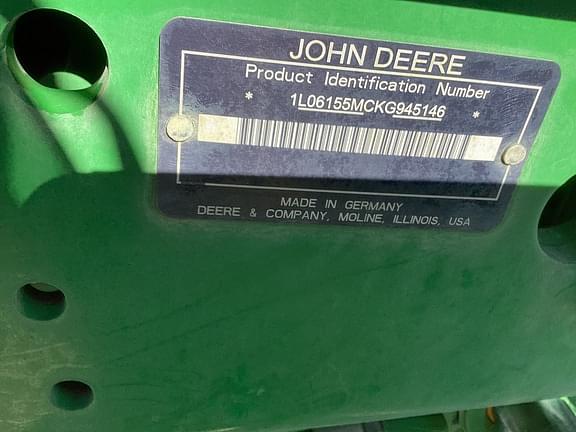 JOHN DEERE
Product Identification Number
* 1L06155MCKG945146 *
MADE IN GERMANY
DEERE & COMPANY, MOLINE, ILLINOIS, USA